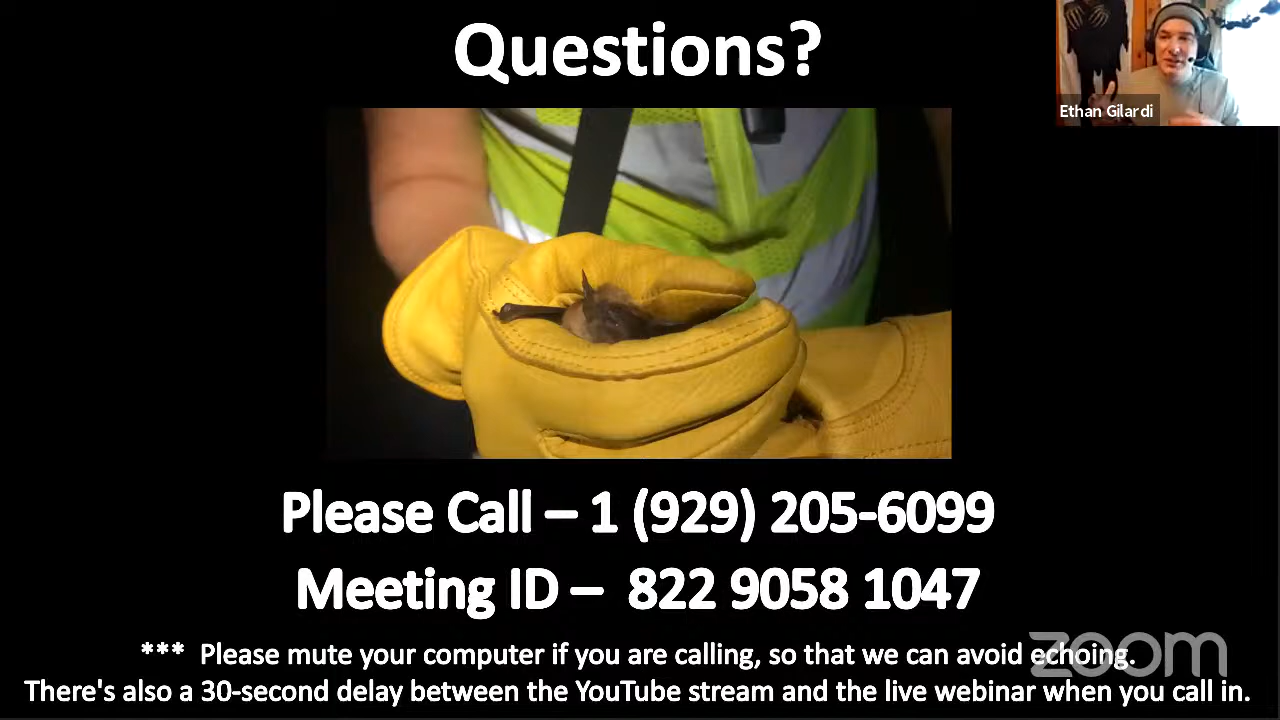 Questions?
Ethan Gilardi
Please Call – 1 (929) 205-6099
Meeting ID – 822 9058 1047
*** Please mute your computer if you are calling, so that we can avoid echoing.
There's also a 30-second delay between the YouTube stream and the live webinar when you call in.
zoom